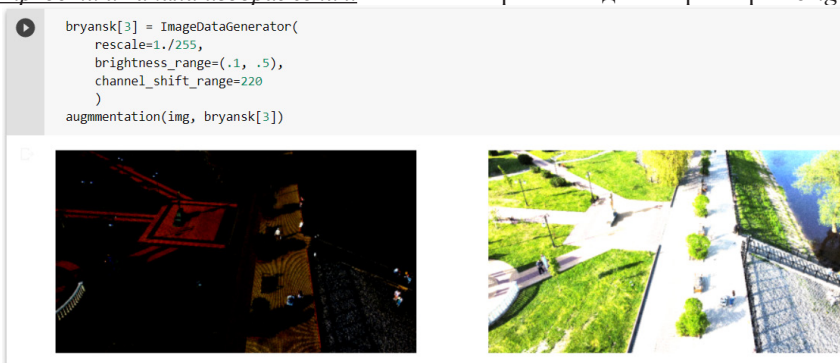 bryansk[3] = ImageDataGenerator(
    rescale=1./255,
    brightness_range=(.1, .5),
    channel_shift_range=220
    )
augmmentation(img, bryansk[3])